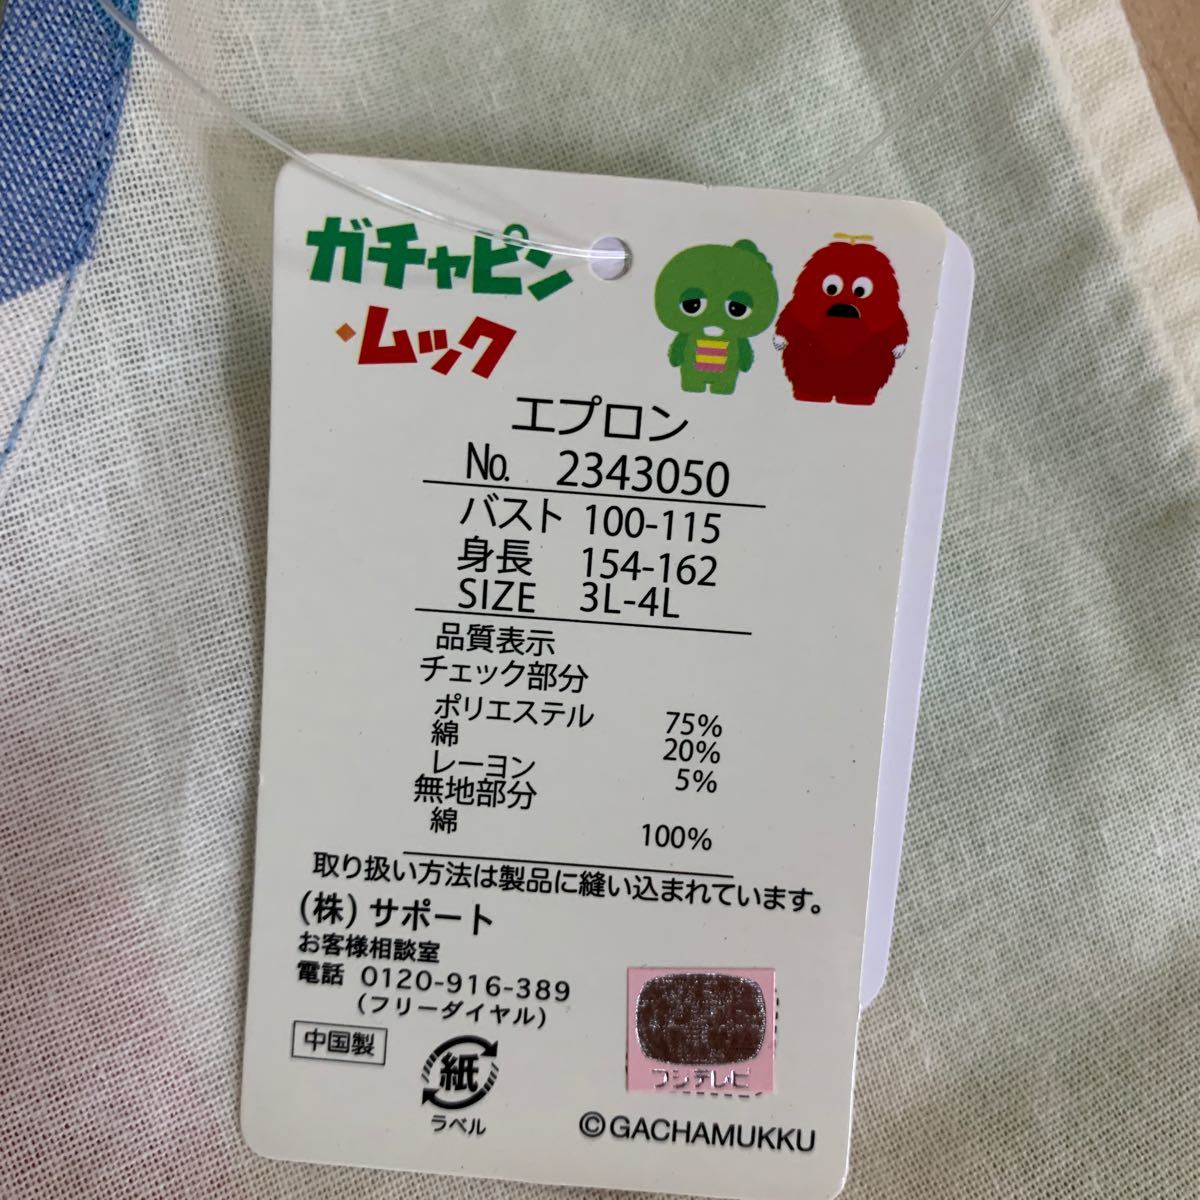 ガチャピン
・ムック
エプロン
No. 2343050
バスト 100-115
身長 154-162
SIZE 3L-4L
品質表示
チェック部分
ポリエステル 75%
綿 20%
レーヨン 5%
無地部分
綿 100%
取り扱い方法は製品に縫い込まれています。
(株) サポート
お客様相談室
電話 0120-916-389
(フリーダイヤル)
中国製
紙
ラベル
フジテレビ
©GACHAMUKKU